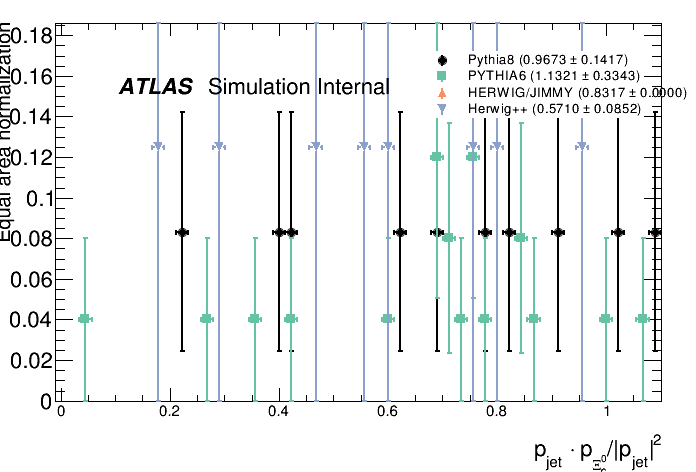 Equal area normalization
0.18
0.16
0.14
0.12
0.1
0.08
0.06
0.04
0.02
0
ATLAS Simulation Internal
Pythia8 (0.9673 ± 0.1417)
PYTHIA6 (1.1321 ± 0.3343)
HERWIG/JIMMY (0.8317 ± 0.0000)
Herwig++ (0.5710 ± 0.0852)
0 0.2 0.4 0.6 0.8 1
p_jet · p_Ξ⁰/|p_jet|²